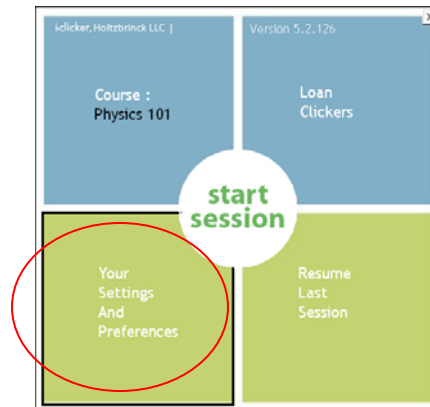 i-clicker, Holtzbrinck LLC |
Version 5.2.126
Course :
Physics 101
Loan
Clickers
start
session
Your
Settings
And
Preferences
Resume
Last
Session